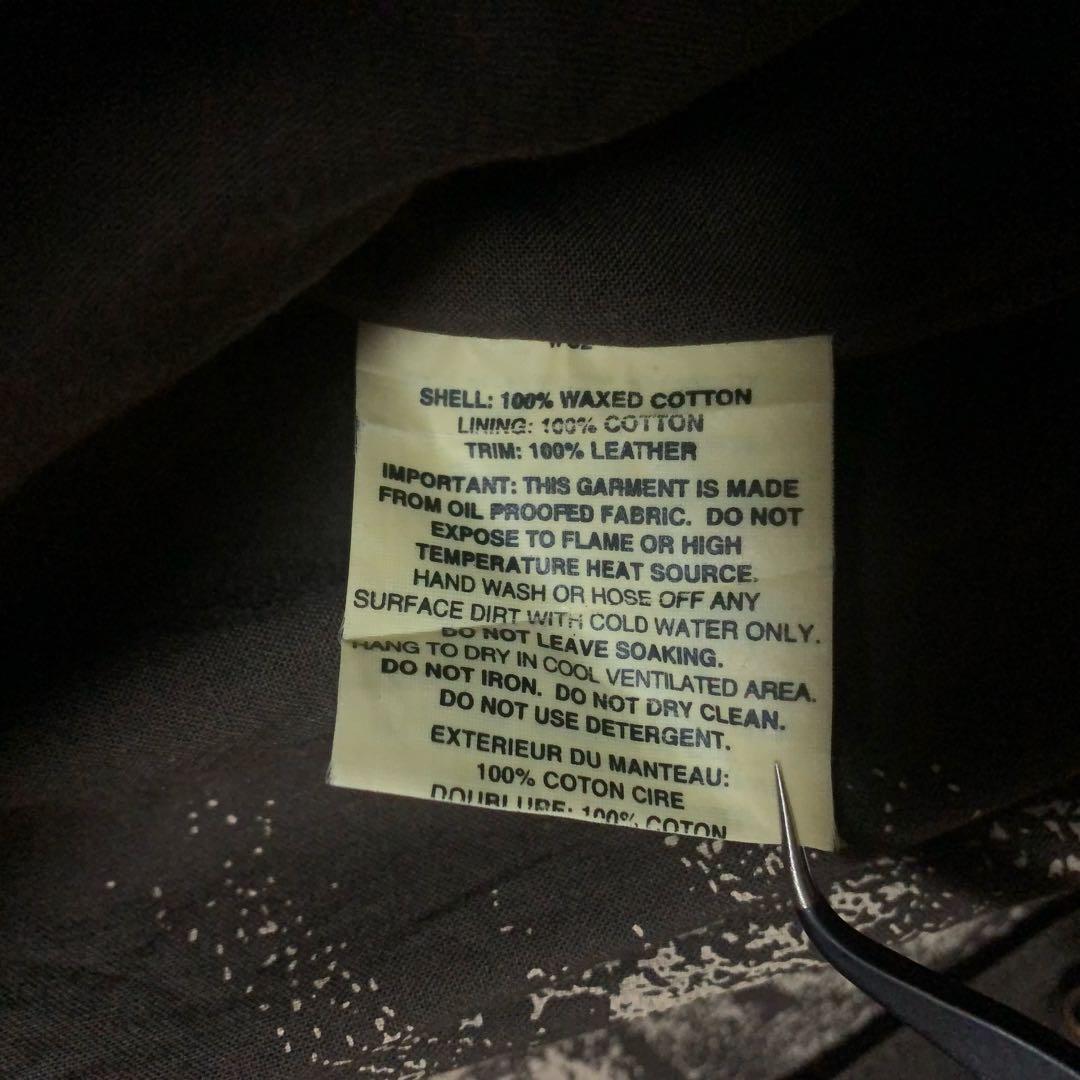 SHELL: 100% WAXED COTTON
LINING: 100% COTTON
TRIM: 100% LEATHER
IMPORTANT: THIS GARMENT IS MADE
FROM OIL PROOFED FABRIC. DO NOT
EXPOSE TO FLAME OR HIGH
TEMPERATURE HEAT SOURCE.
HAND WASH OR HOSE OFF ANY
SURFACE DIRT WITH COLD WATER ONLY.
DO NOT LEAVE SOAKING.
HANG TO DRY IN COOL VENTILATED AREA.
DO NOT IRON. DO NOT DRY CLEAN.
DO NOT USE DETERGENT.
EXTERIEUR DU MANTEAU:
100% COTON CIRE
DOUBLURE: 100% COTON